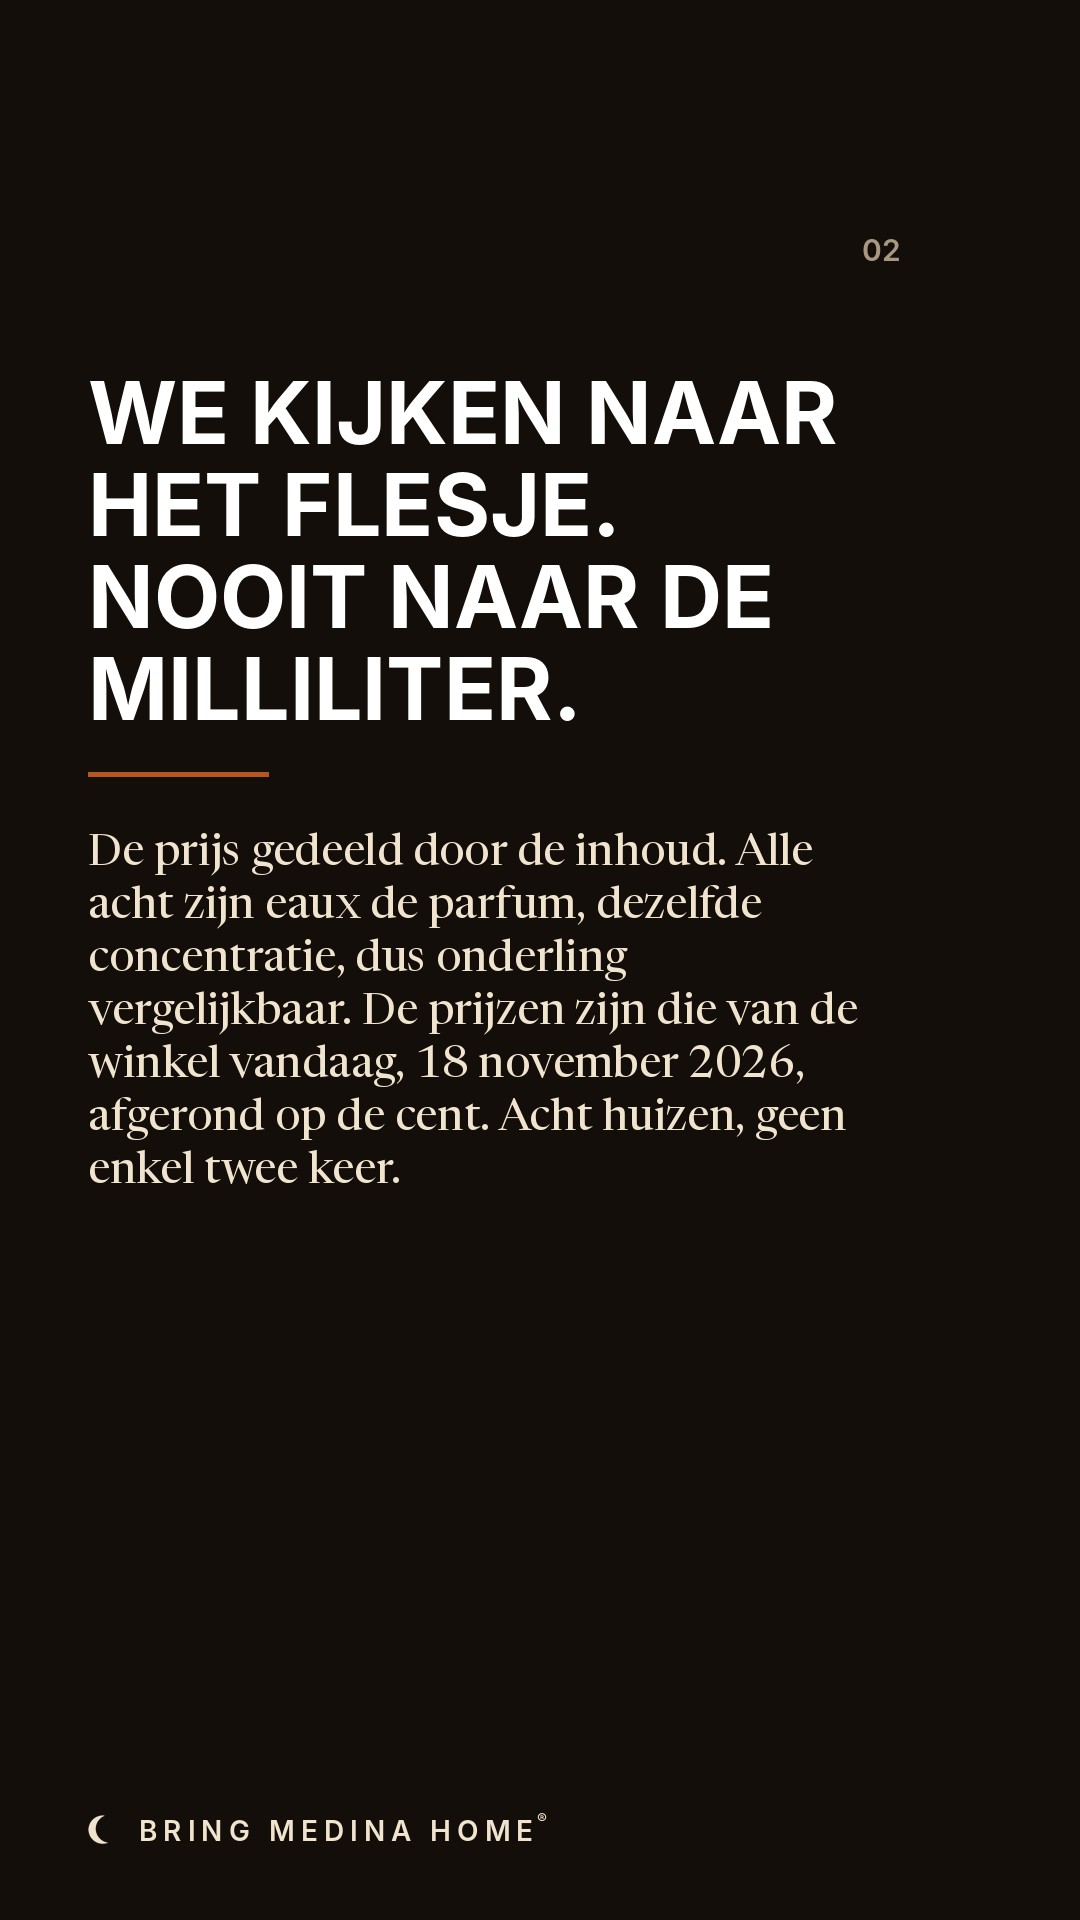 02
WE KIJKEN NAAR
HET FLESJE.
NOOIT NAAR DE
MILLILITER.
De prijs gedeeld door de inhoud. Alle
acht zijn eaux de parfum, dezelfde
concentratie, dus onderling
vergelijkbaar. De prijzen zijn die van de
winkel vandaag, 18 november 2026,
afgerond op de cent. Acht huizen, geen
enkel twee keer.
BRING MEDINA HOME®